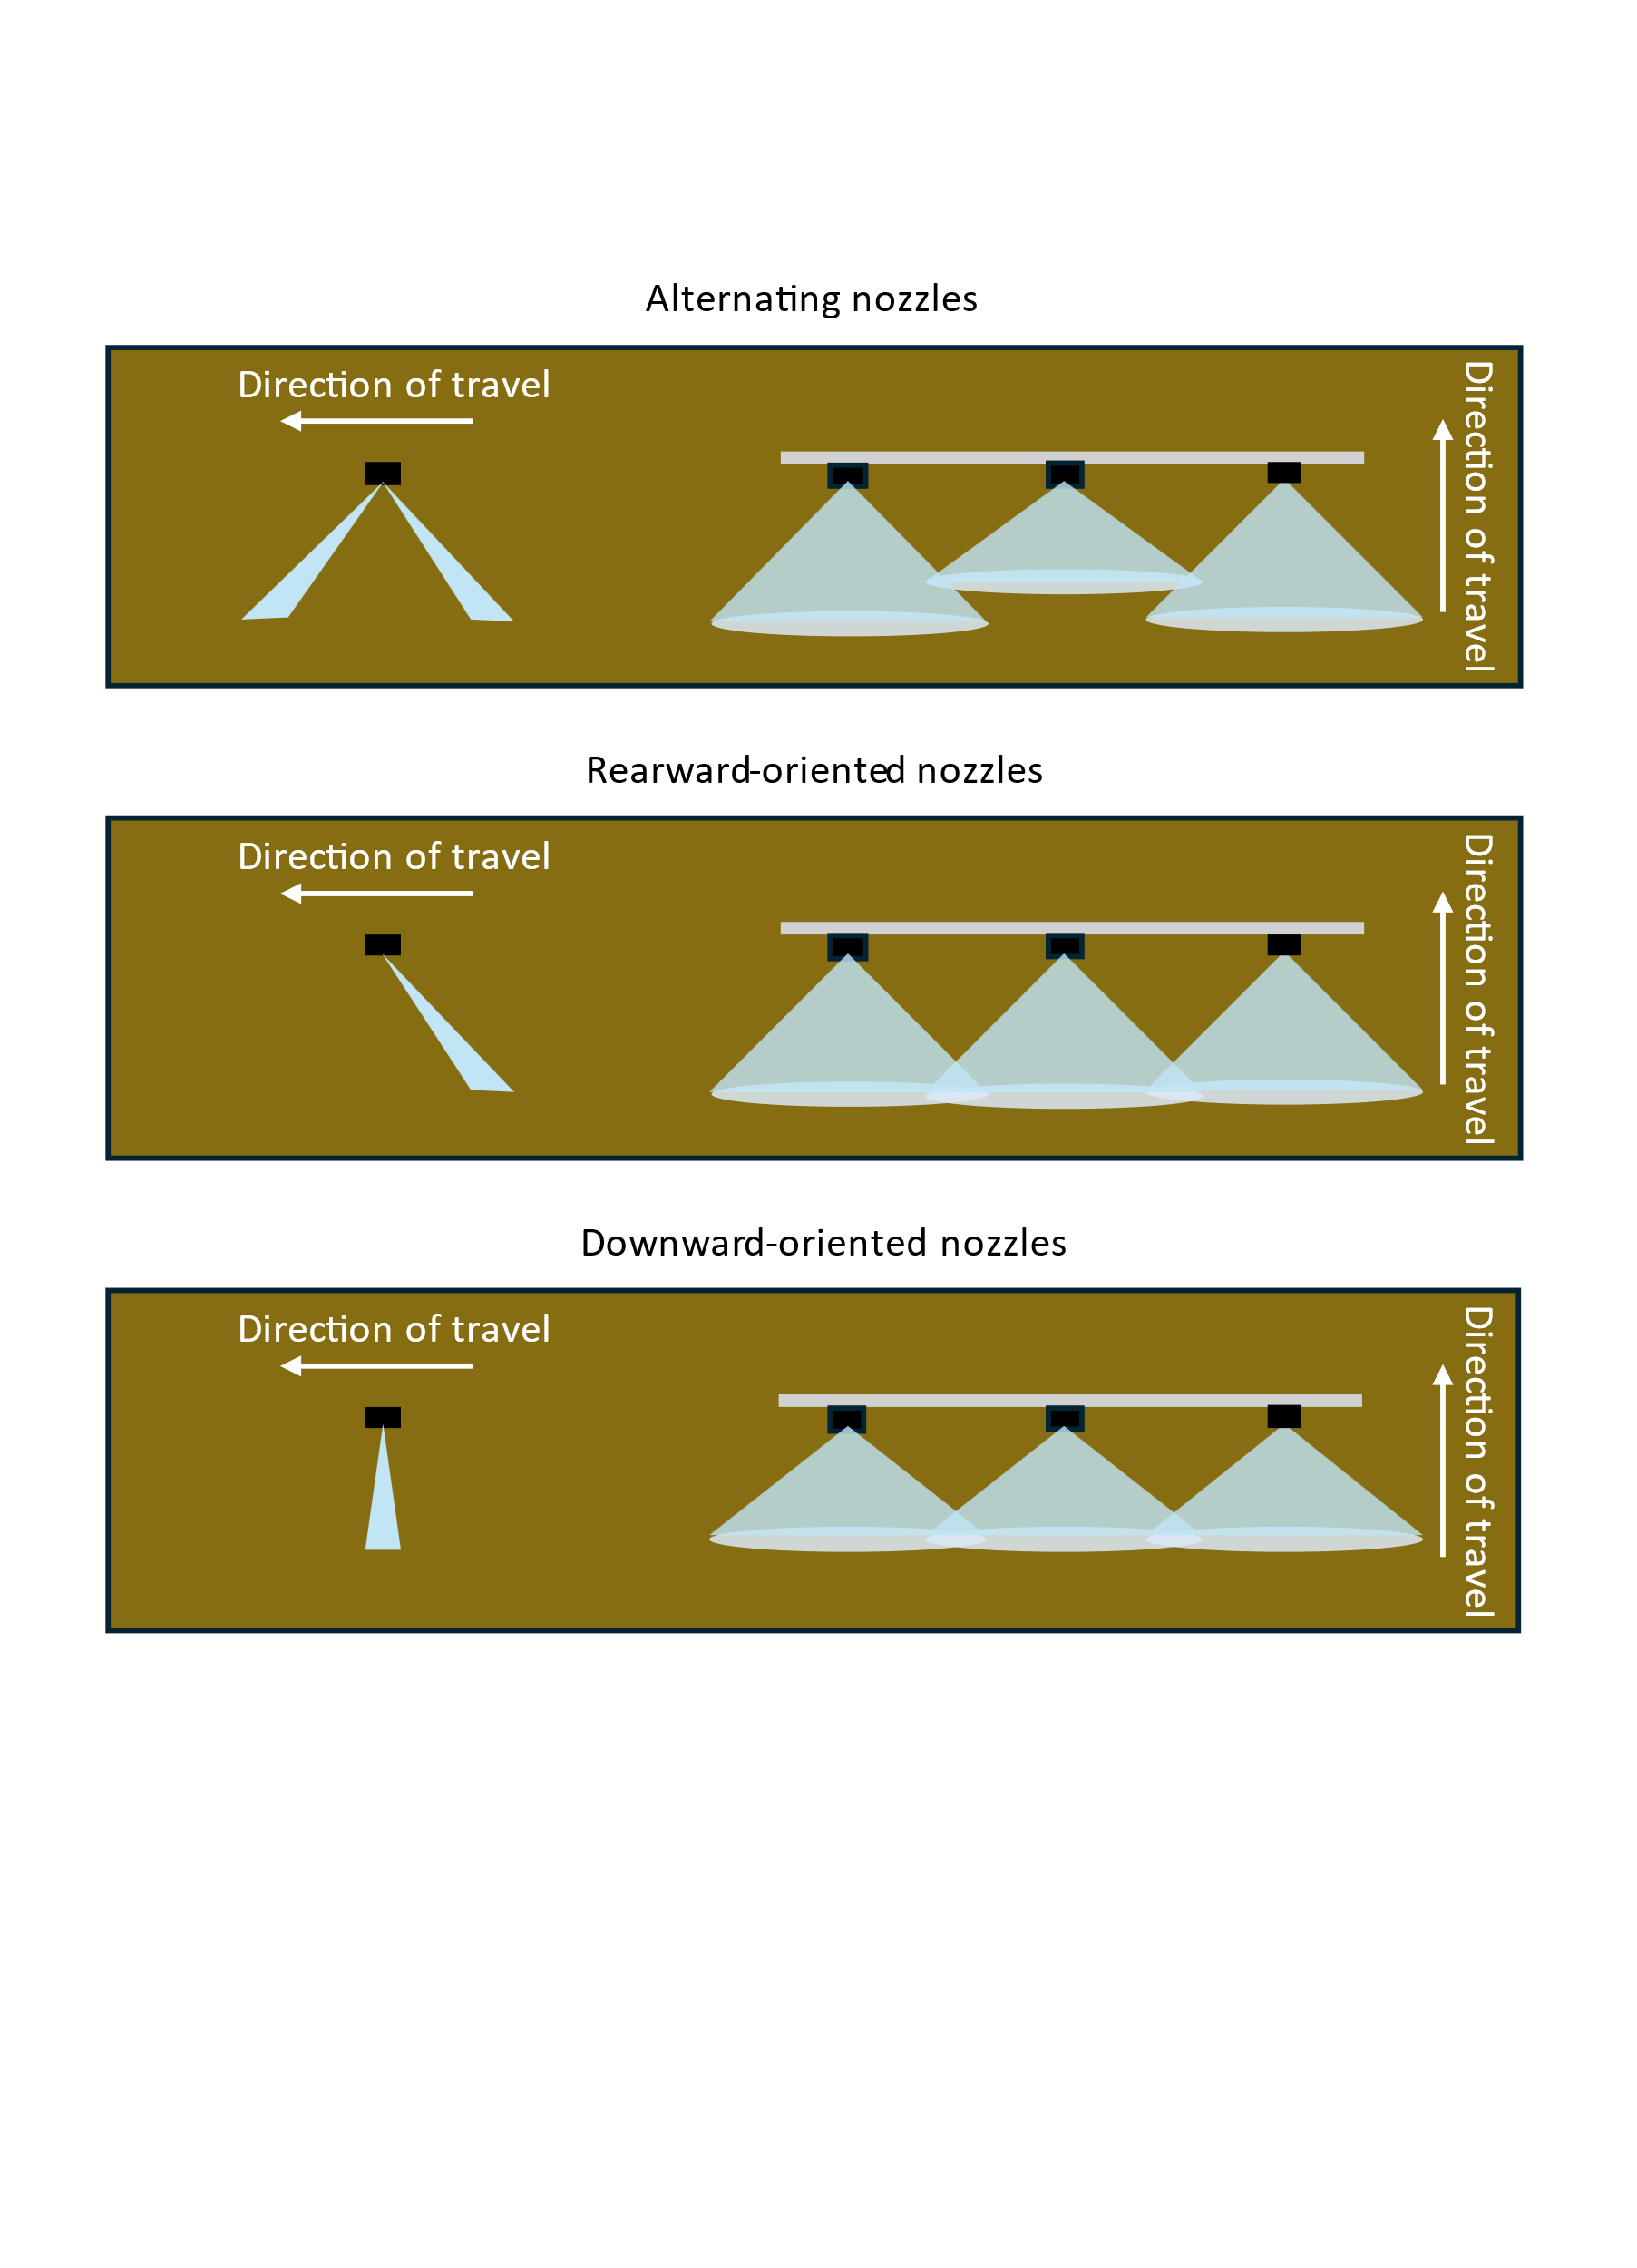 Alternating nozzles
Direction of travel
Direction of travel
Rearward-oriented nozzles
Direction of travel
Direction of travel
Downward-oriented nozzles
Direction of travel
Direction of travel